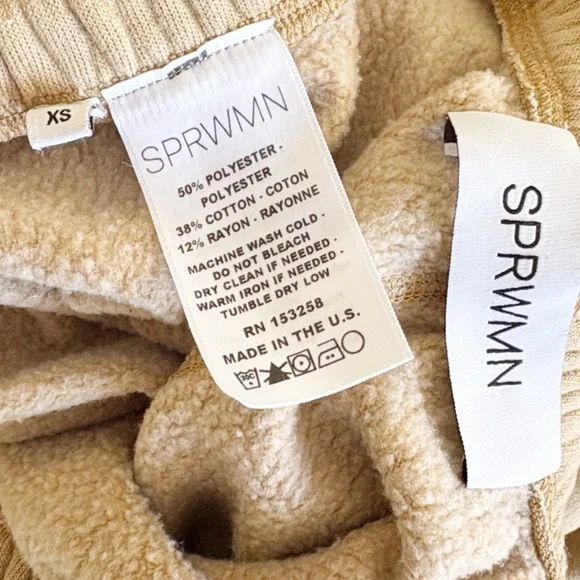 XS
SPRWMN
50% POLYESTER -
POLYESTER
38% COTTON - COTON
12% RAYON - RAYONNE
MACHINE WASH COLD -
DO NOT BLEACH
DRY CLEAN IF NEEDED -
WARM IRON IF NEEDED -
TUMBLE DRY LOW
RN 153258
MADE IN THE U.S.
30C
SPRWMN